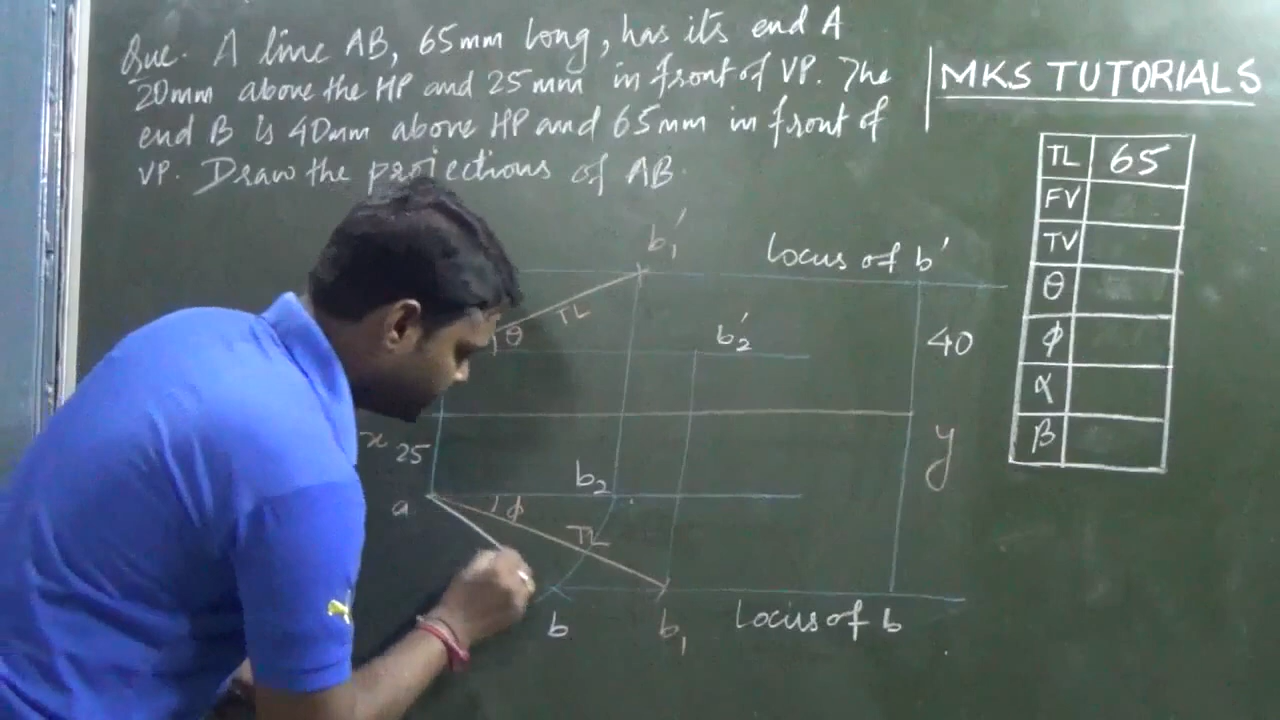 Que. A line AB, 65mm long, has its end A
20mm above the HP and 25mm in front of VP. The
end B is 40mm above HP and 65mm in front of
VP. Draw the projections of AB.
MKS TUTORIALS
TL 65
FV
TV
θ
φ
α
β
b₁'
locus of b'
θ TL
b₂'
40
x 25
y
b₂
a
φ
TL
b
b₁
locus of b